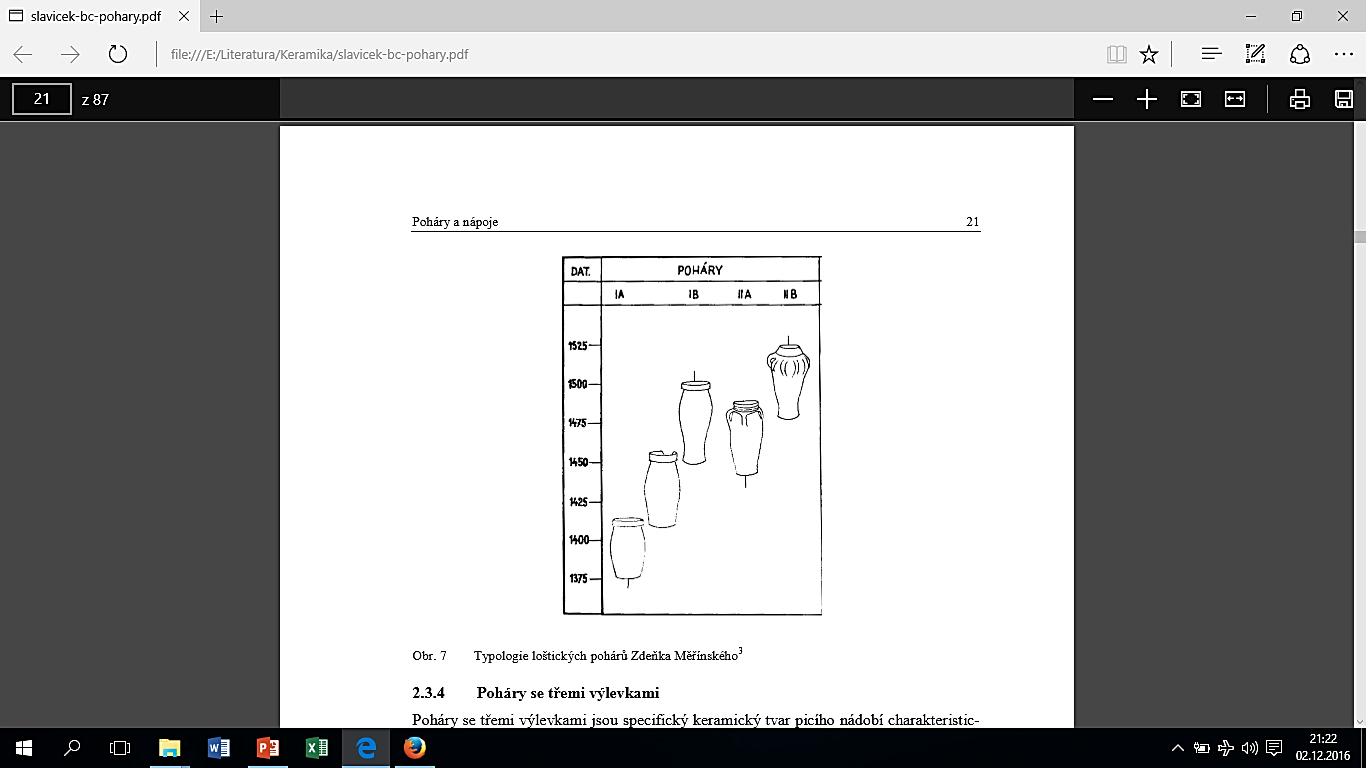 slavicek-bc-pohary.pdf
file:///E:/Literatura/Keramika/slavicek-bc-pohary.pdf
21 z 87
Poháry a nápoje 21
DAT. POHÁRY
IA IB IIA IIB
1525
1500
1475
1450
1425
1400
1375
Obr. 7 Typologie loštických pohárů Zdeňka Měřínského3
2.3.4 Poháry se třemi výlevkami
Poháry se třemi výlevkami jsou specifický keramický tvar picího nádobí charakteristic-
21:22
02.12.2016